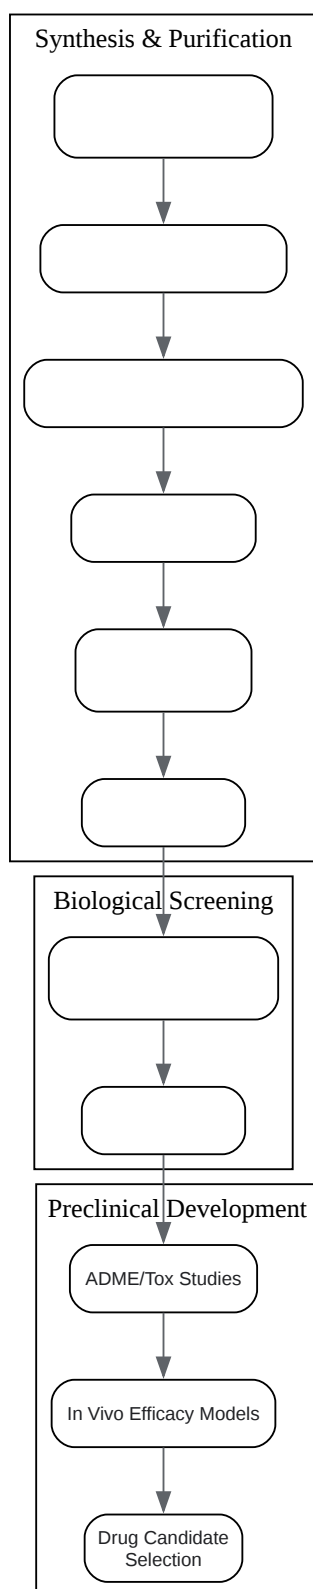 Synthesis & Purification
Biological Screening
Preclinical Development
ADME/Tox Studies
In Vivo Efficacy Models
Drug Candidate
Selection